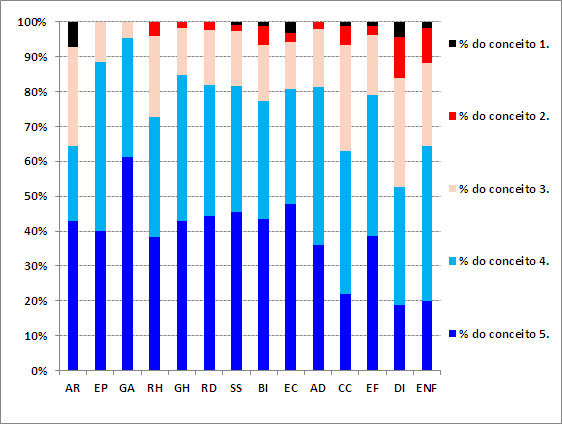 100%
90%
80%
70%
60%
50%
40%
30%
20%
10%
0%
AR EP GA RH GH RD SS BI EC AD CC EF DI ENF
% do conceito 1.
% do conceito 2.
% do conceito 3.
% do conceito 4.
% do conceito 5.